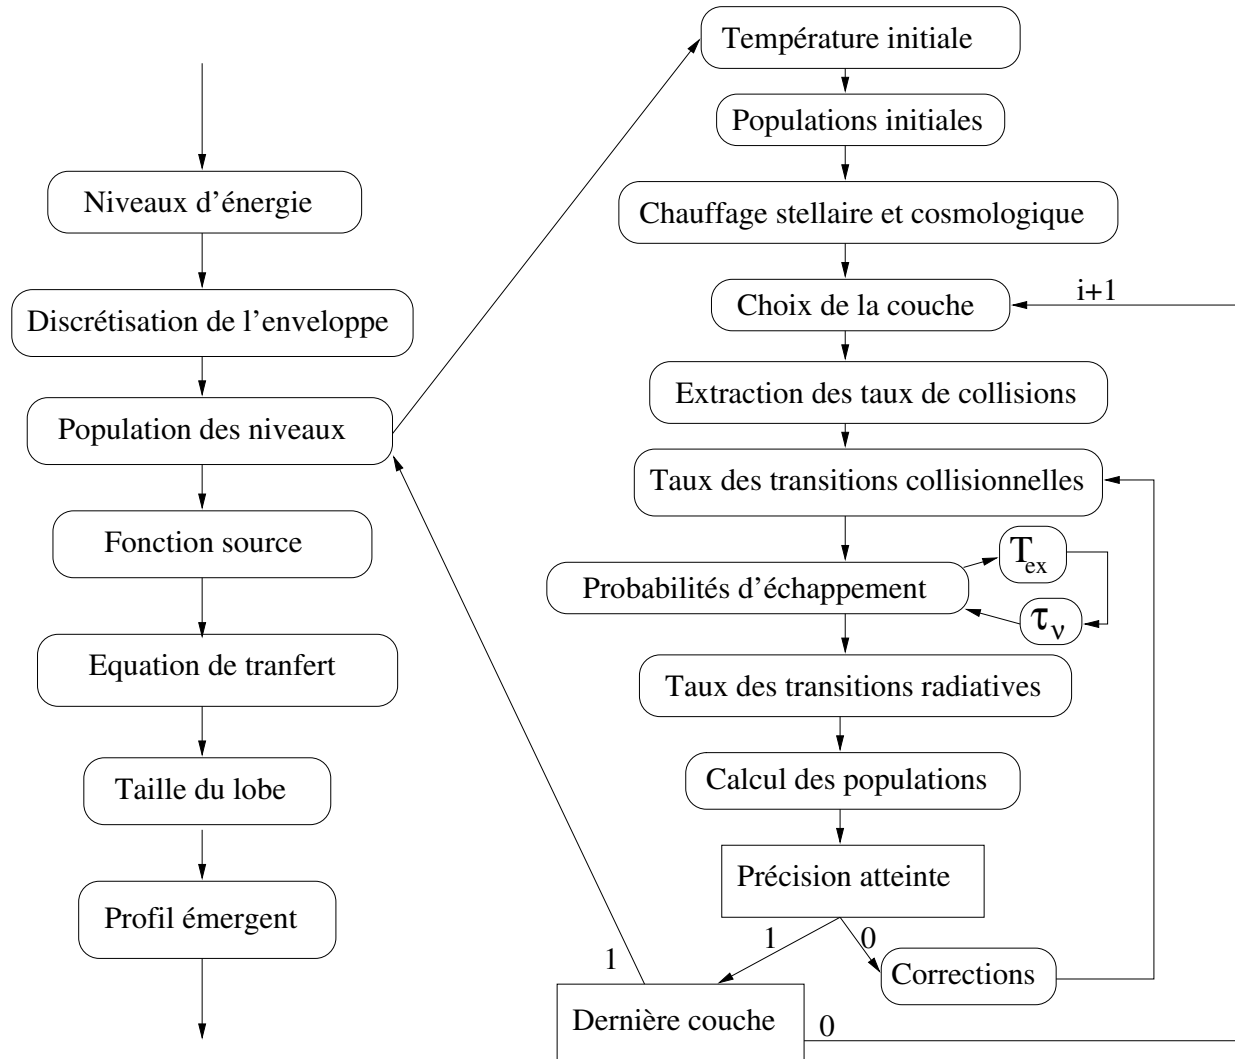 Niveaux d'énergie
Discrétisation de l'enveloppe
Population des niveaux
Fonction source
Equation de tranfert
Taille du lobe
Profil émergent
Température initiale
Populations initiales
Chauffage stellaire et cosmologique
Choix de la couche
i+1
Extraction des taux de collisions
Taux des transitions collisionnelles
Probabilités d'échappement
Tex
τν
Taux des transitions radiatives
Calcul des populations
Précision atteinte
1
0
Corrections
1
Dernière couche
0